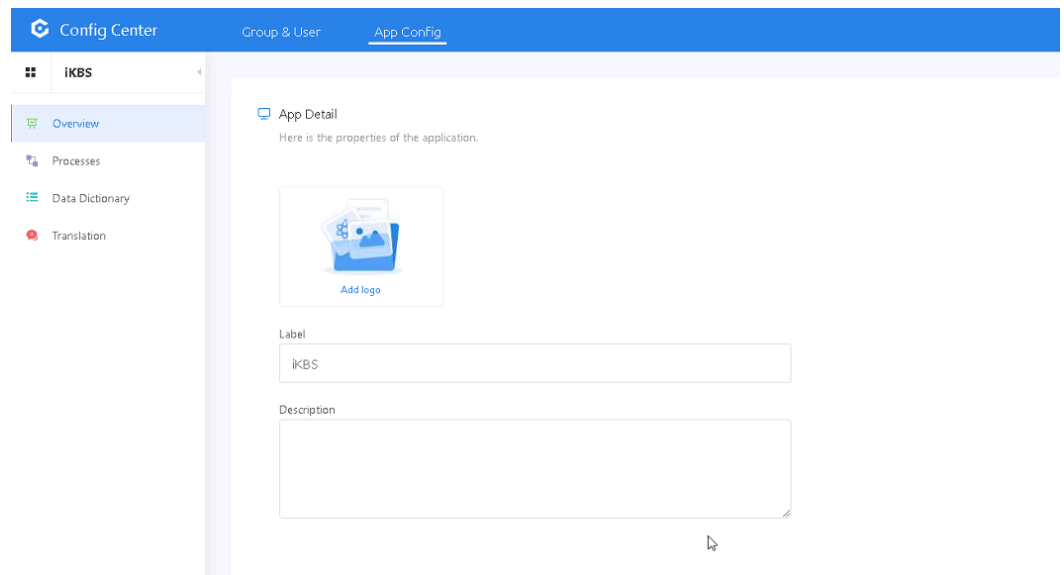 Config Center Group & User App Config
iKBS
Overview
Processes
Data Dictionary
Translation
App Detail
Here is the properties of the application.
Add logo
Label
iKBS
Description